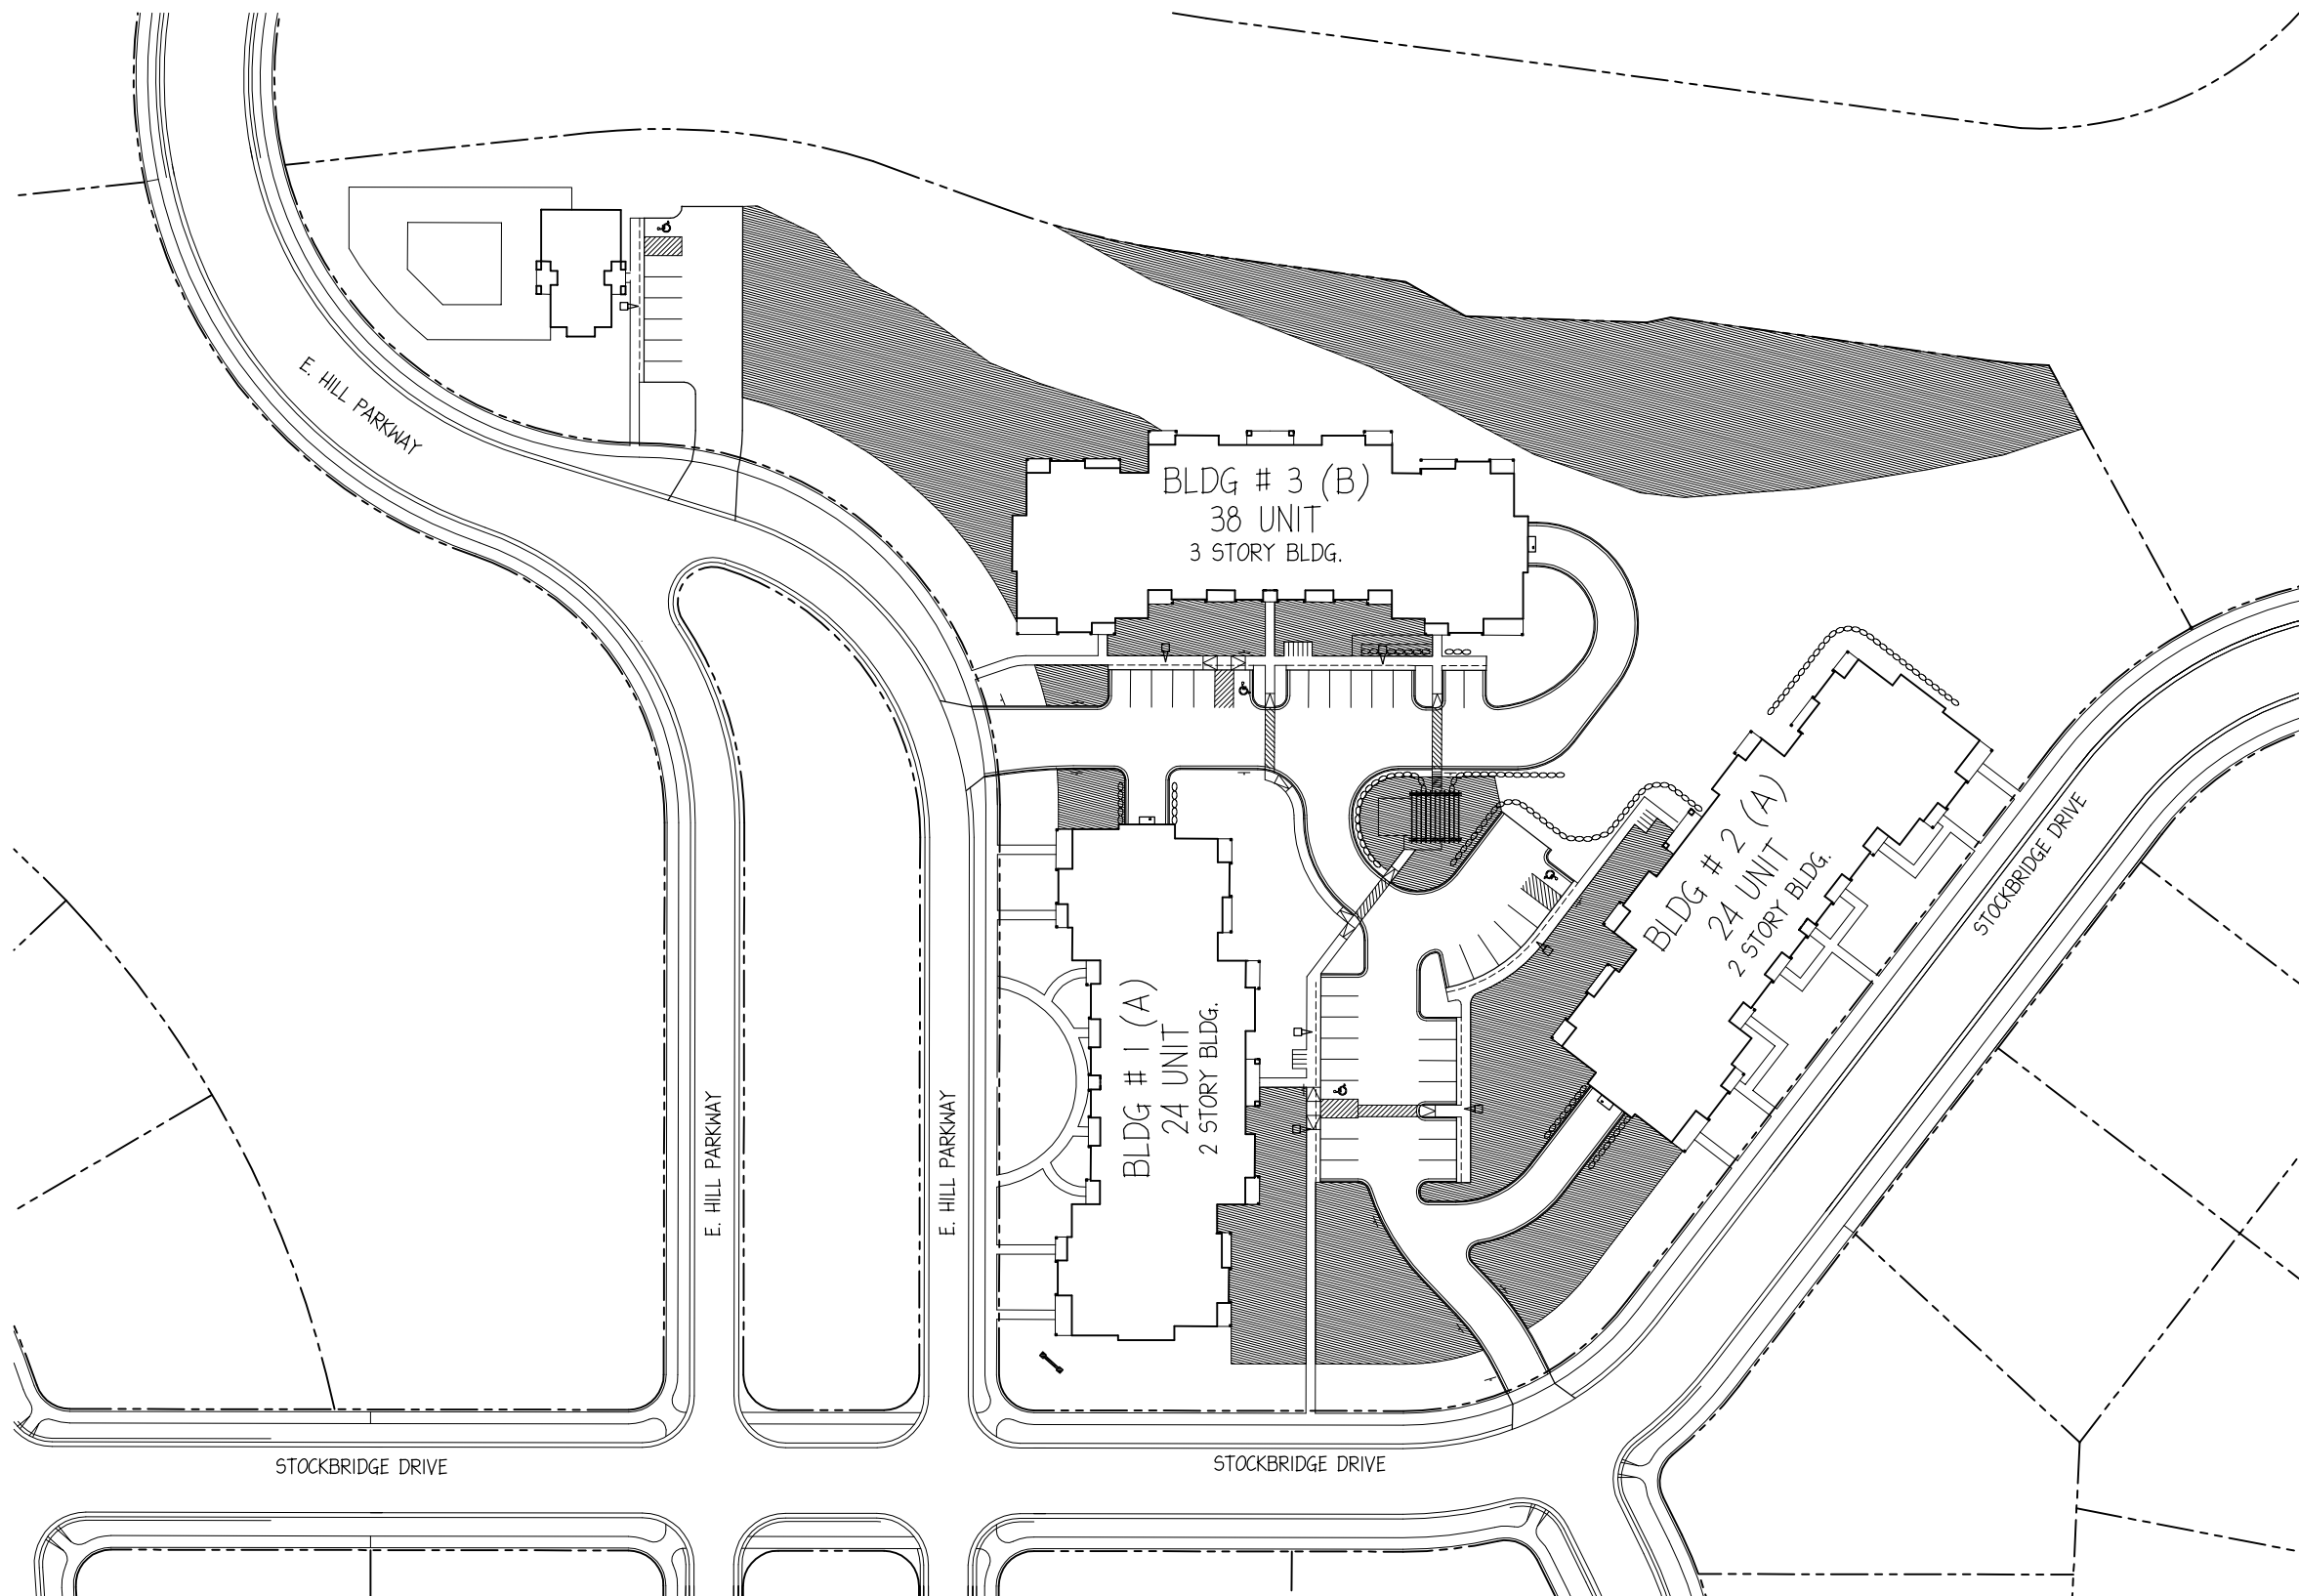 E. HILL PARKWAY
BLDG # 3 (B)
38 UNIT
3 STORY BLDG.
BLDG # 2 (A)
24 UNIT
2 STORY BLDG.
STOCKBRIDGE DRIVE
BLDG # 1 (A)
24 UNIT
2 STORY BLDG.
E. HILL PARKWAY
E. HILL PARKWAY
STOCKBRIDGE DRIVE
STOCKBRIDGE DRIVE